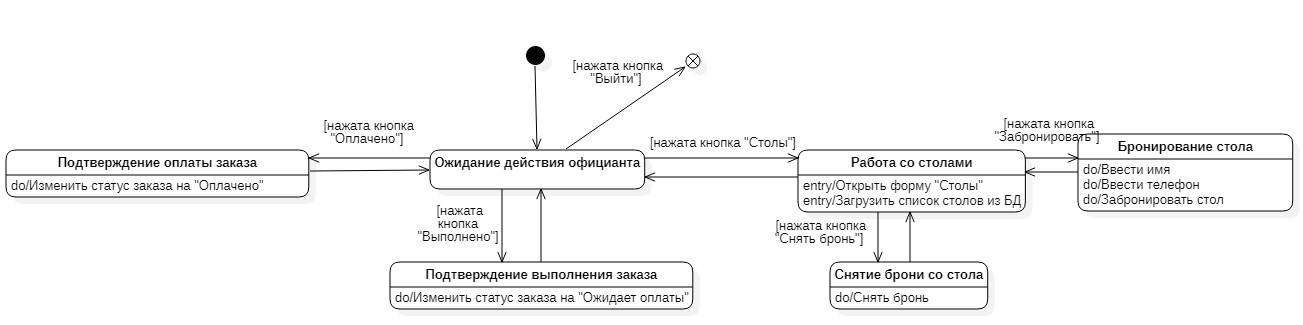 [нажата кнопка
"Выйти"]
[нажата кнопка
"Оплачено"]
[нажата кнопка "Столы"]
[нажата кнопка
"Забронировать"]
Подтверждение оплаты заказа
do/Изменить статус заказа на "Оплачено"
Ожидание действия официанта
Работа со столами
entry/Открыть форму "Столы"
entry/Загрузить список столов из БД
Бронирование стола
do/Ввести имя
do/Ввести телефон
do/Забронировать стол
[нажата
кнопка
"Выполнено"]
[нажата кнопка
"Снять бронь"]
Подтверждение выполнения заказа
do/Изменить статус заказа на "Ожидает оплаты"
Снятие брони со стола
do/Снять бронь